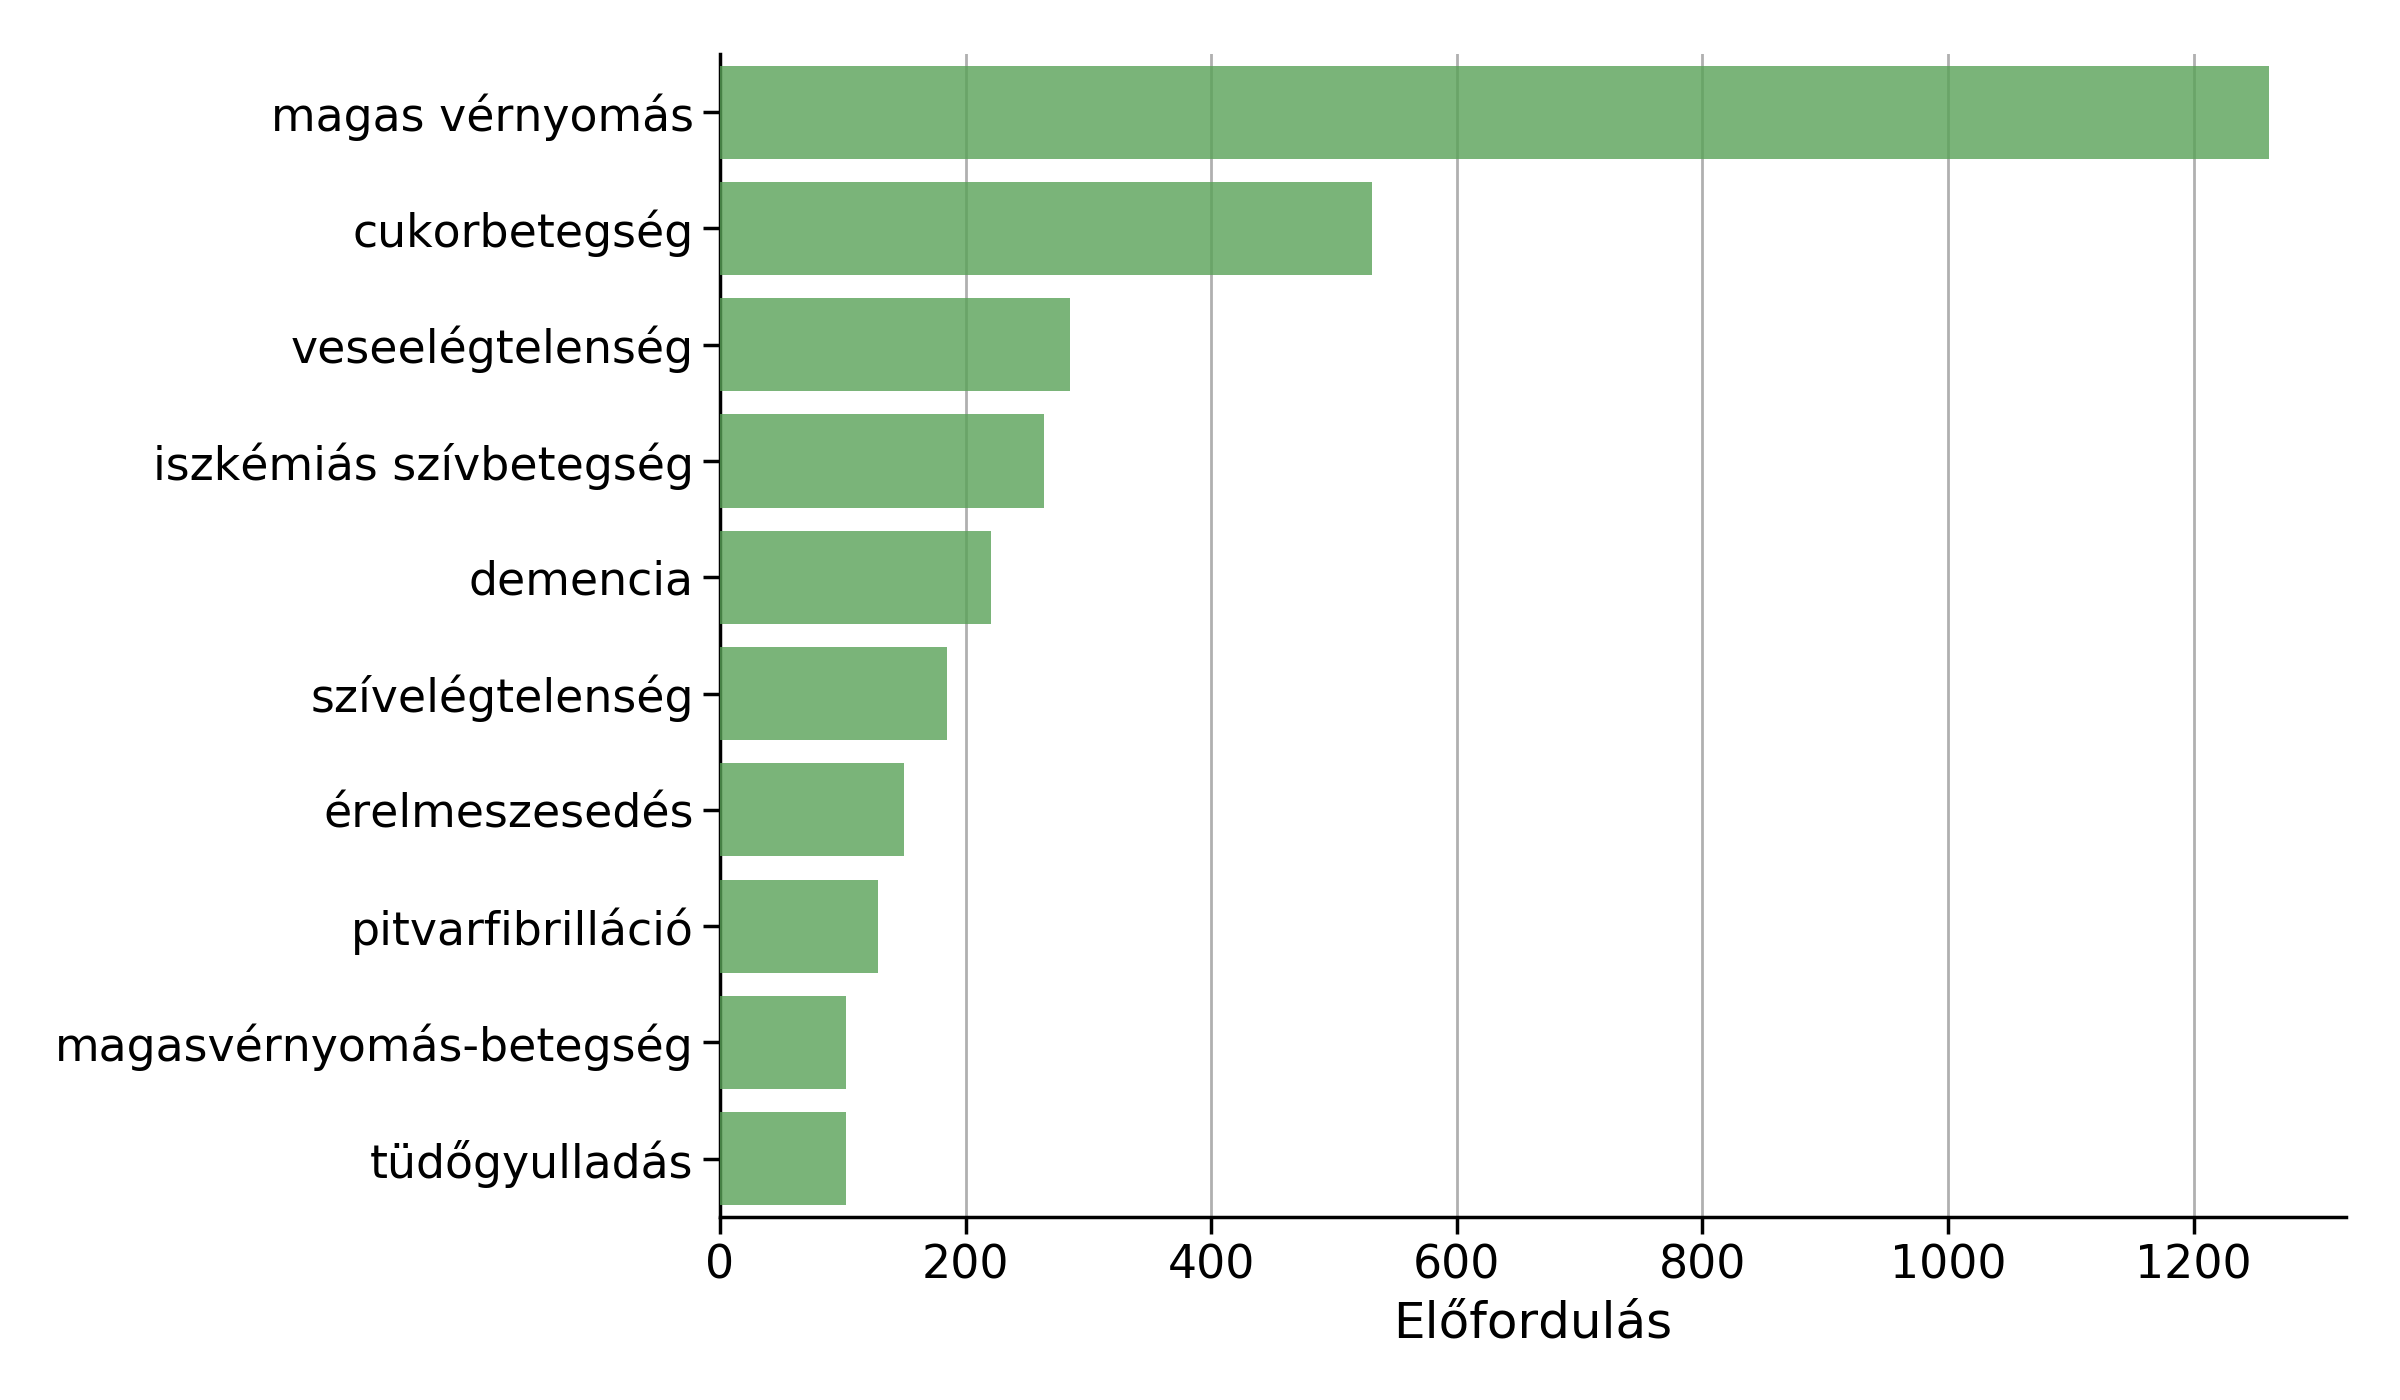 magas vérnyomás
cukorbetegség
veseelégtelenség
iszkémiás szívbetegség
demencia
szívelégtelenség
érelmeszesedés
pitvarfibrilláció
magasvérnyomás-betegség
tüdőgyulladás
0 200 400 600 800 1000 1200
Előfordulás